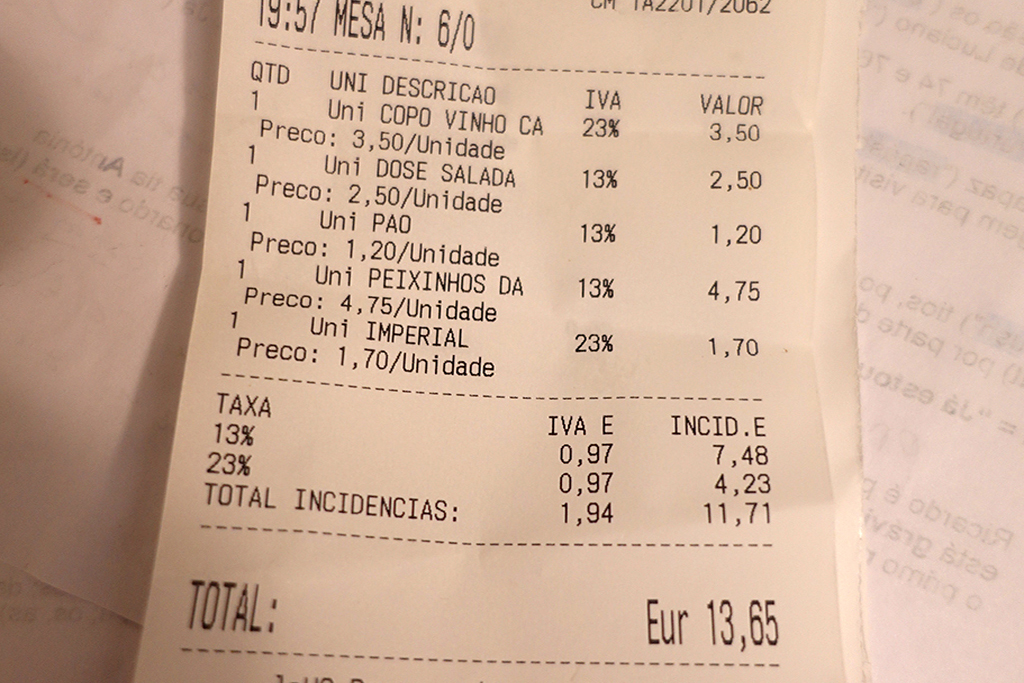 CM TA2201/2062
19:57 MESA N: 6/0
QTD UNI DESCRICAO IVA VALOR
1 Uni COPO VINHO CA 23% 3,50
Preco: 3,50/Unidade
1 Uni DOSE SALADA 13% 2,50
Preco: 2,50/Unidade
1 Uni PAO 13% 1,20
Preco: 1,20/Unidade
1 Uni PEIXINHOS DA 13% 4,75
Preco: 4,75/Unidade
1 Uni IMPERIAL 23% 1,70
Preco: 1,70/Unidade
TAXA IVA E INCID.E
13% 0,97 7,48
23% 0,97 4,23
TOTAL INCIDENCIAS: 1,94 11,71
TOTAL: Eur 13,65